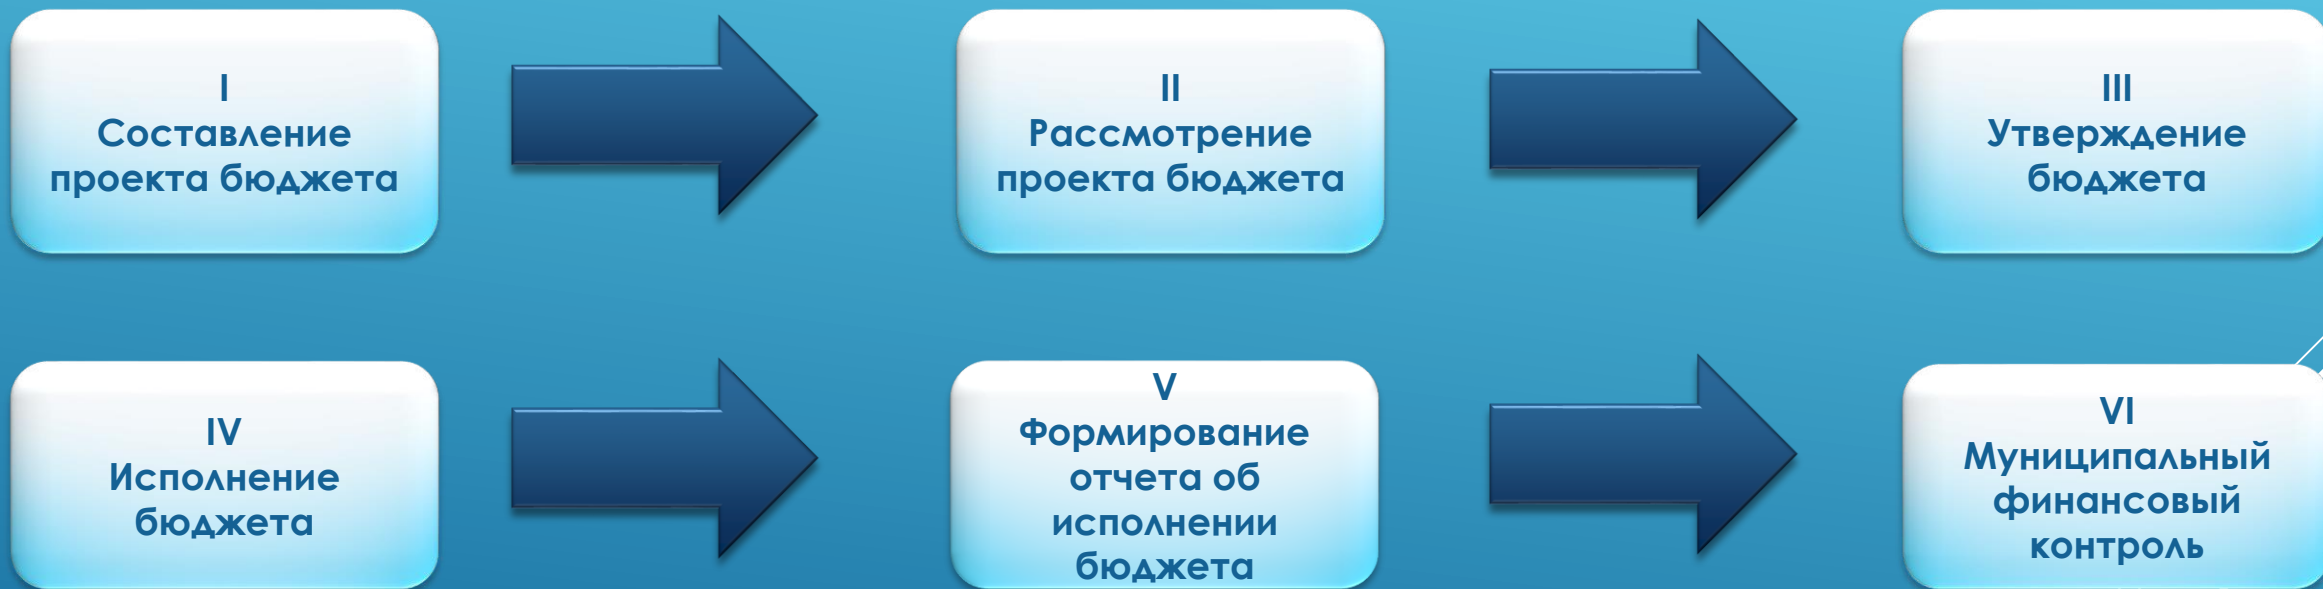 I
Составление
проекта бюджета
II
Рассмотрение
проекта бюджета
III
Утверждение
бюджета
IV
Исполнение
бюджета
V
Формирование
отчета об
исполнении
бюджета
VI
Муниципальный
финансовый
контроль